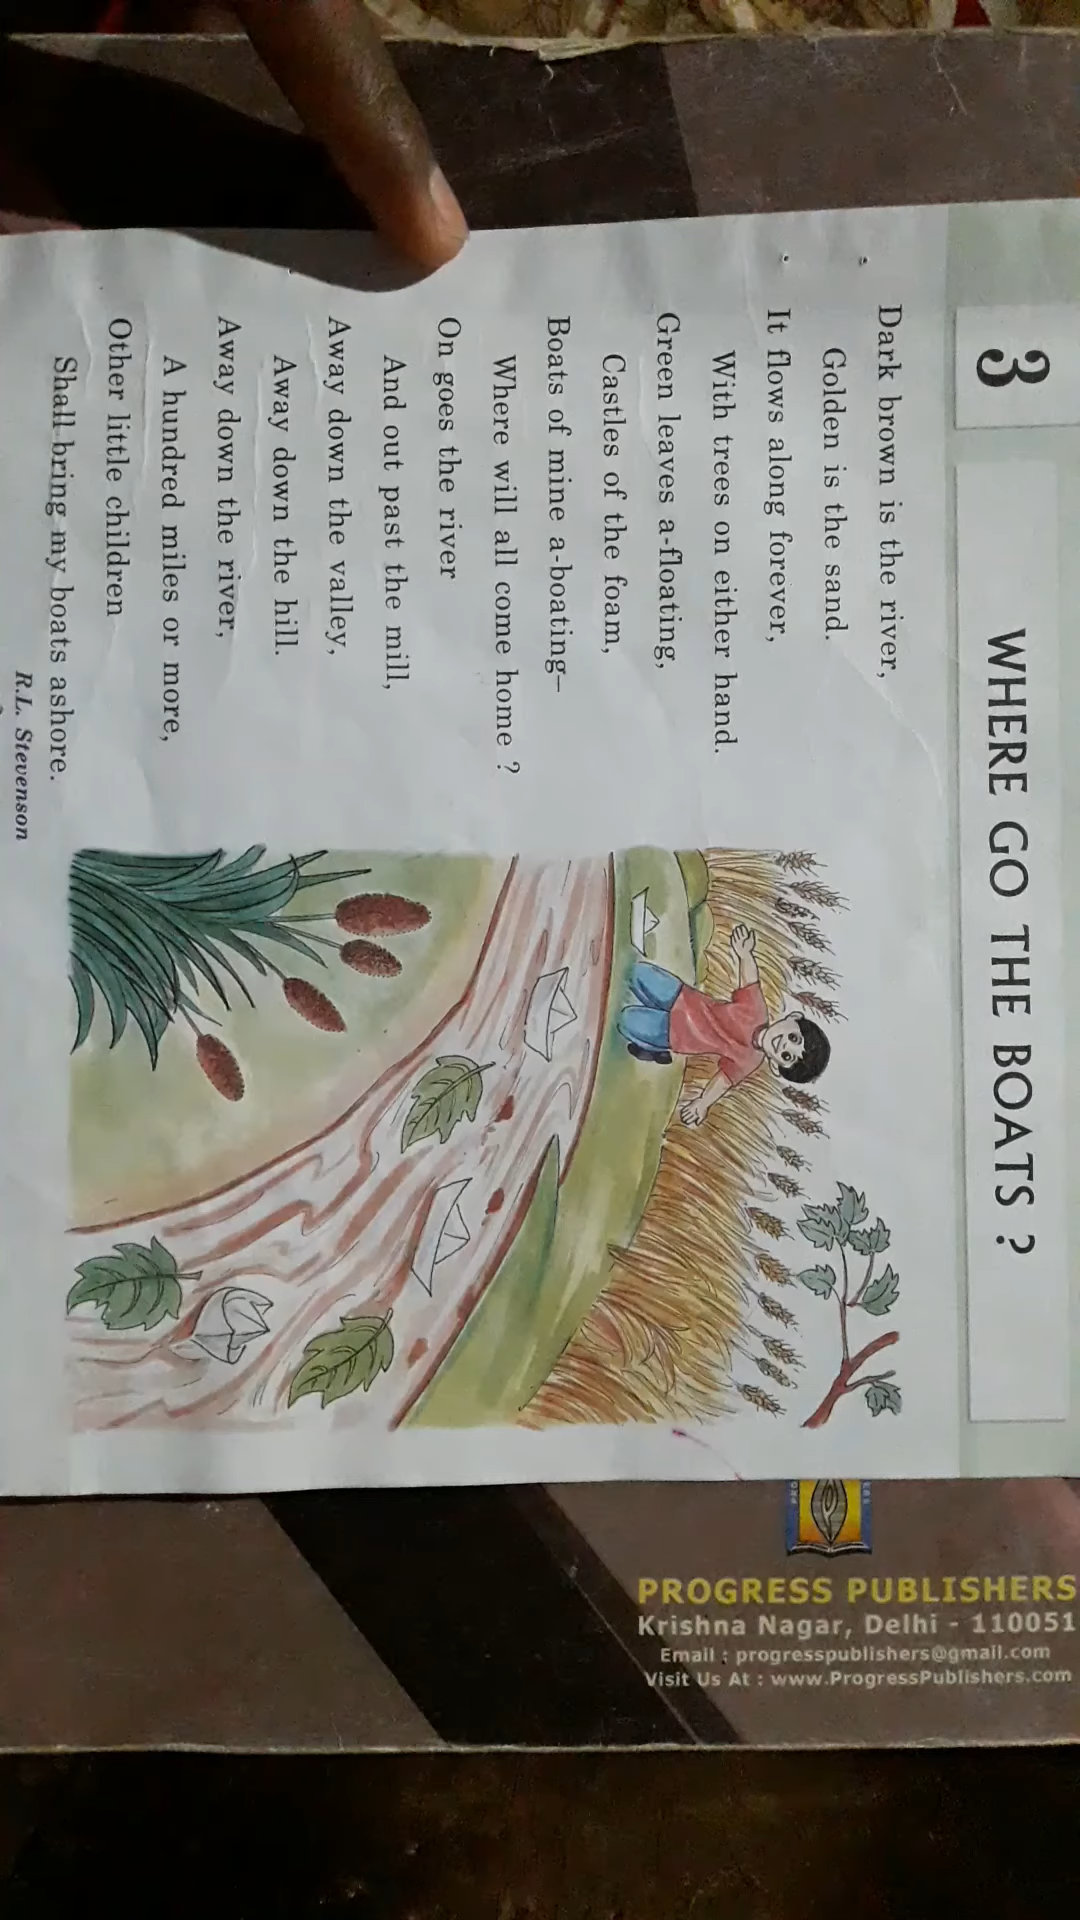 3
WHERE GO THE BOATS ?
Dark brown is the river,
Golden is the sand.
It flows along forever,
With trees on either hand.
Green leaves a-floating,
Castles of the foam,
Boats of mine a-boating–
Where will all come home ?
On goes the river
And out past the mill,
Away down the valley,
Away down the hill.
Away down the river,
A hundred miles or more,
Other little children
Shall bring my boats ashore.
R.L. Stevenson
PROGRESS PUBLISHERS
Krishna Nagar, Delhi - 110051
Email : progresspublishers@gmail.com
Visit Us At : www.ProgressPublishers.com